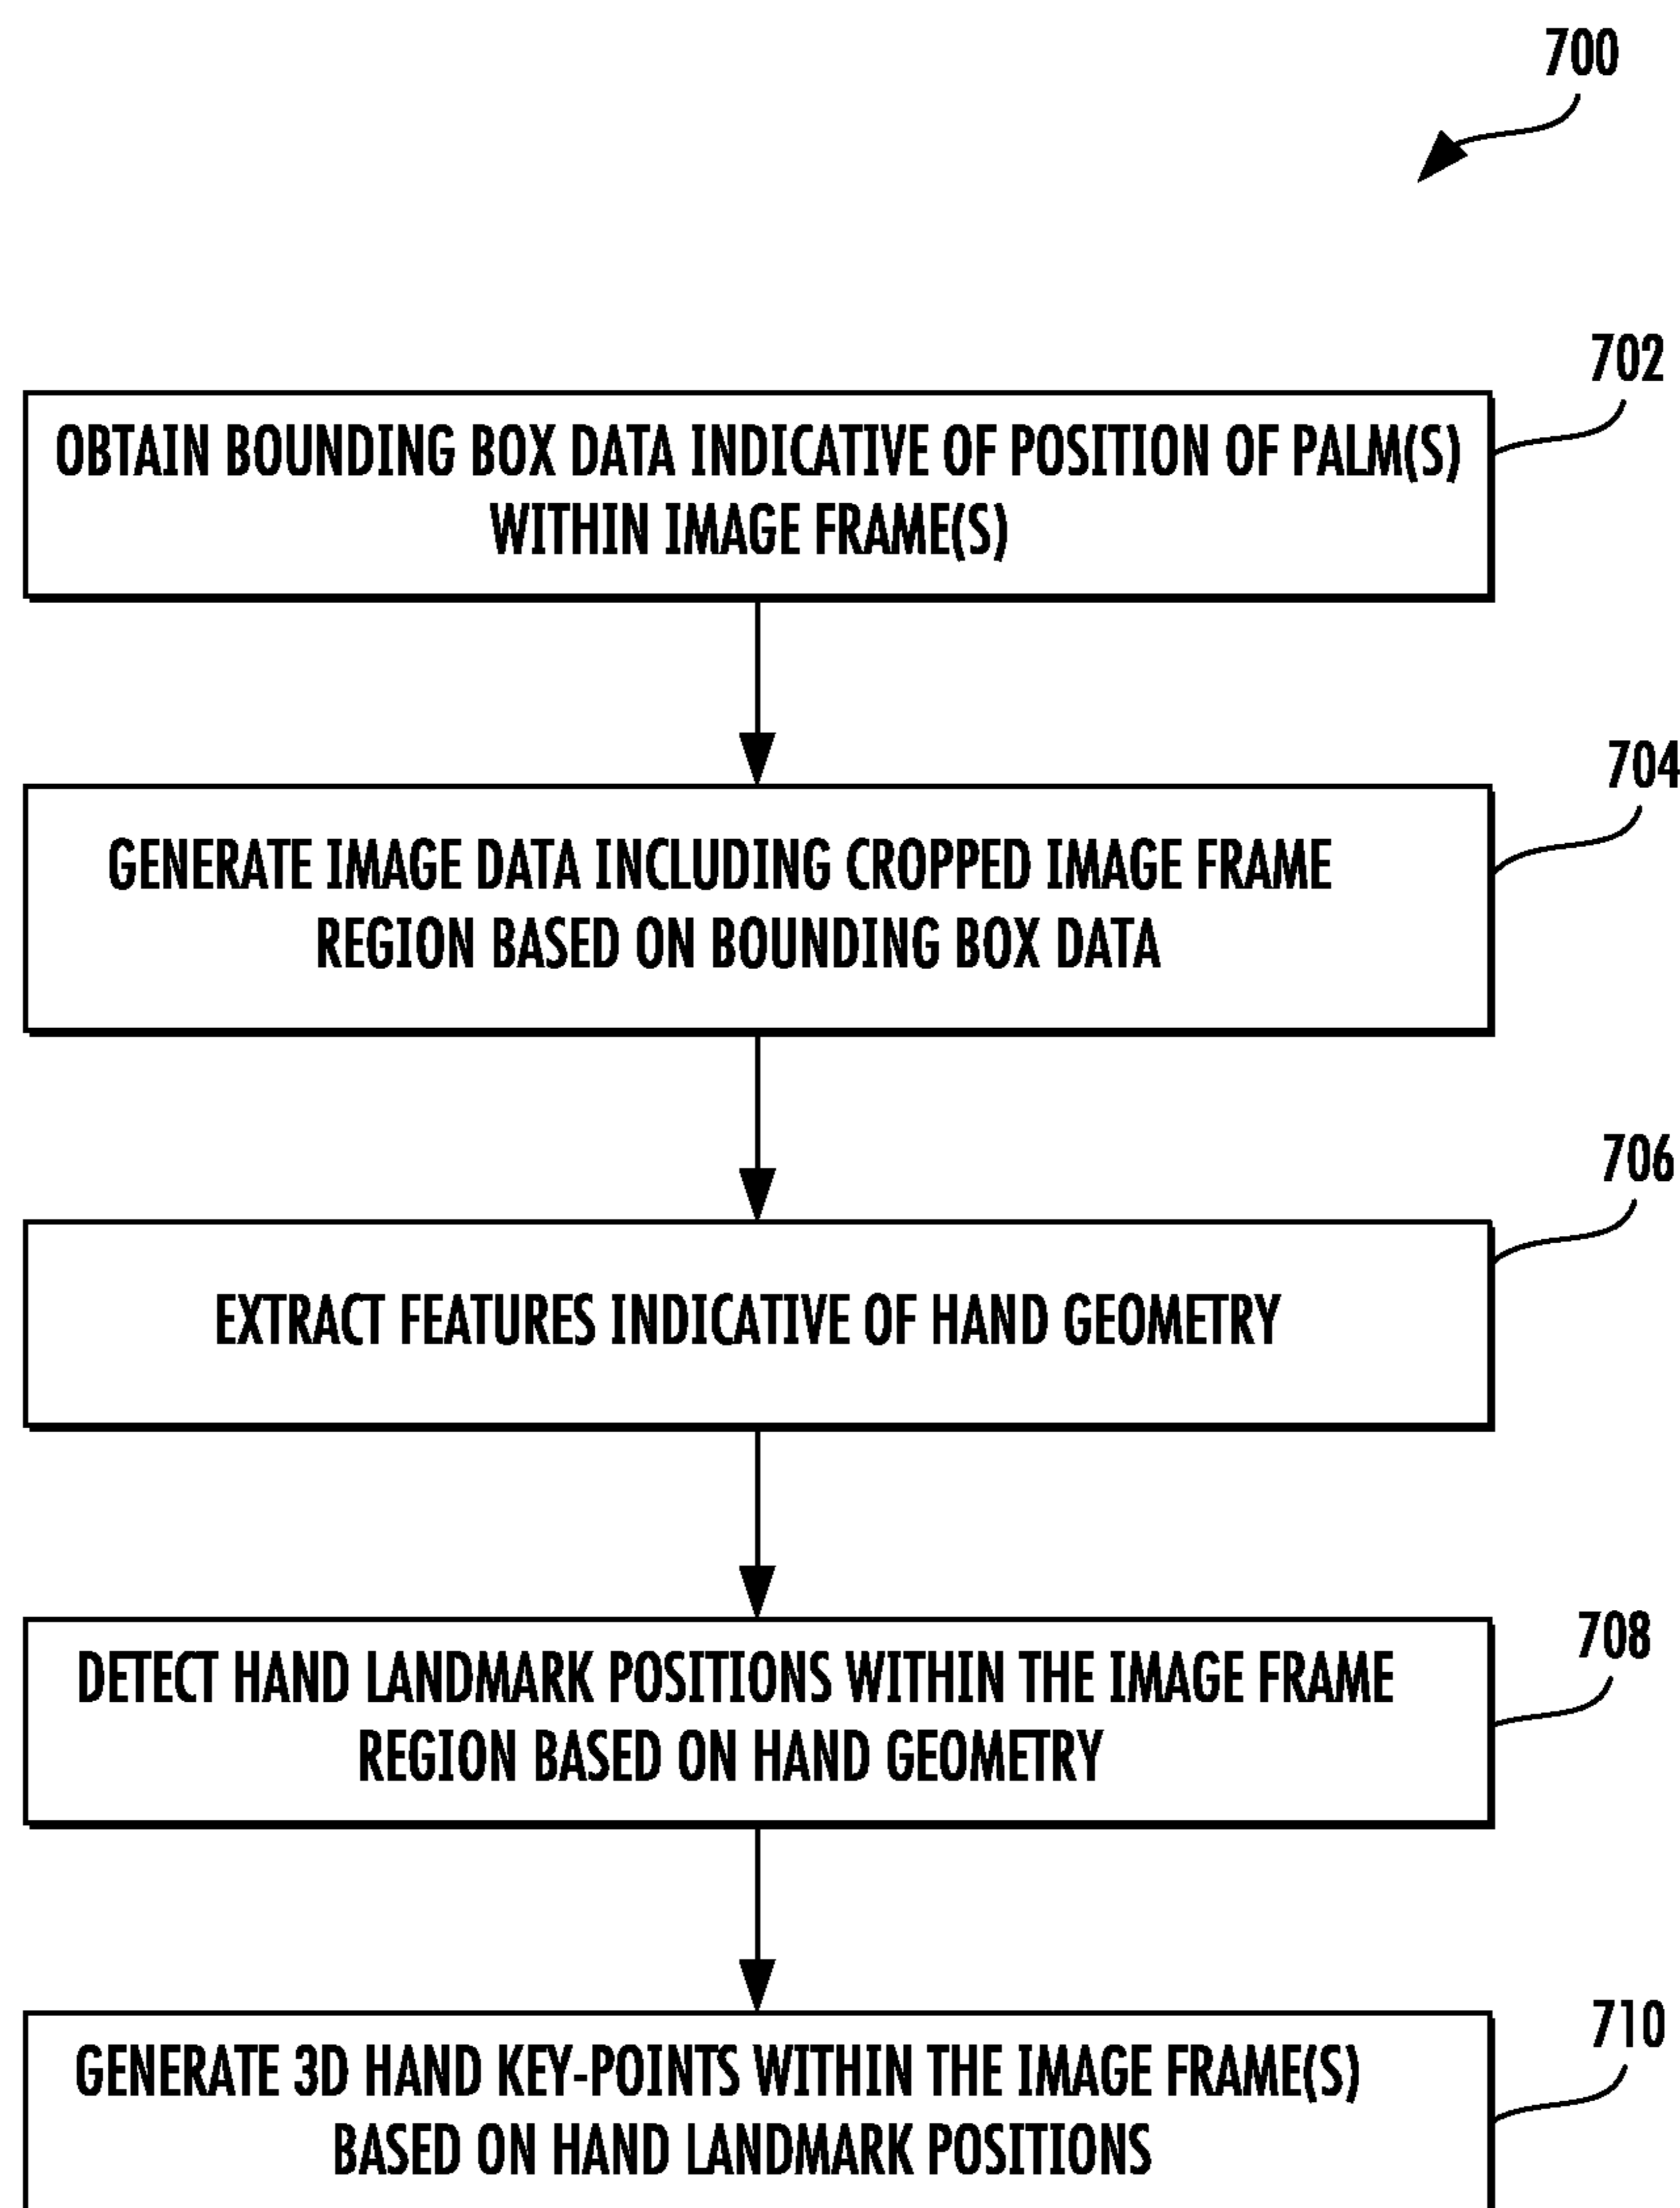 700
702
OBTAIN BOUNDING BOX DATA INDICATIVE OF POSITION OF PALM(S)
WITHIN IMAGE FRAME(S)
704
GENERATE IMAGE DATA INCLUDING CROPPED IMAGE FRAME
REGION BASED ON BOUNDING BOX DATA
706
EXTRACT FEATURES INDICATIVE OF HAND GEOMETRY
708
DETECT HAND LANDMARK POSITIONS WITHIN THE IMAGE FRAME
REGION BASED ON HAND GEOMETRY
710
GENERATE 3D HAND KEY-POINTS WITHIN THE IMAGE FRAME(S)
BASED ON HAND LANDMARK POSITIONS